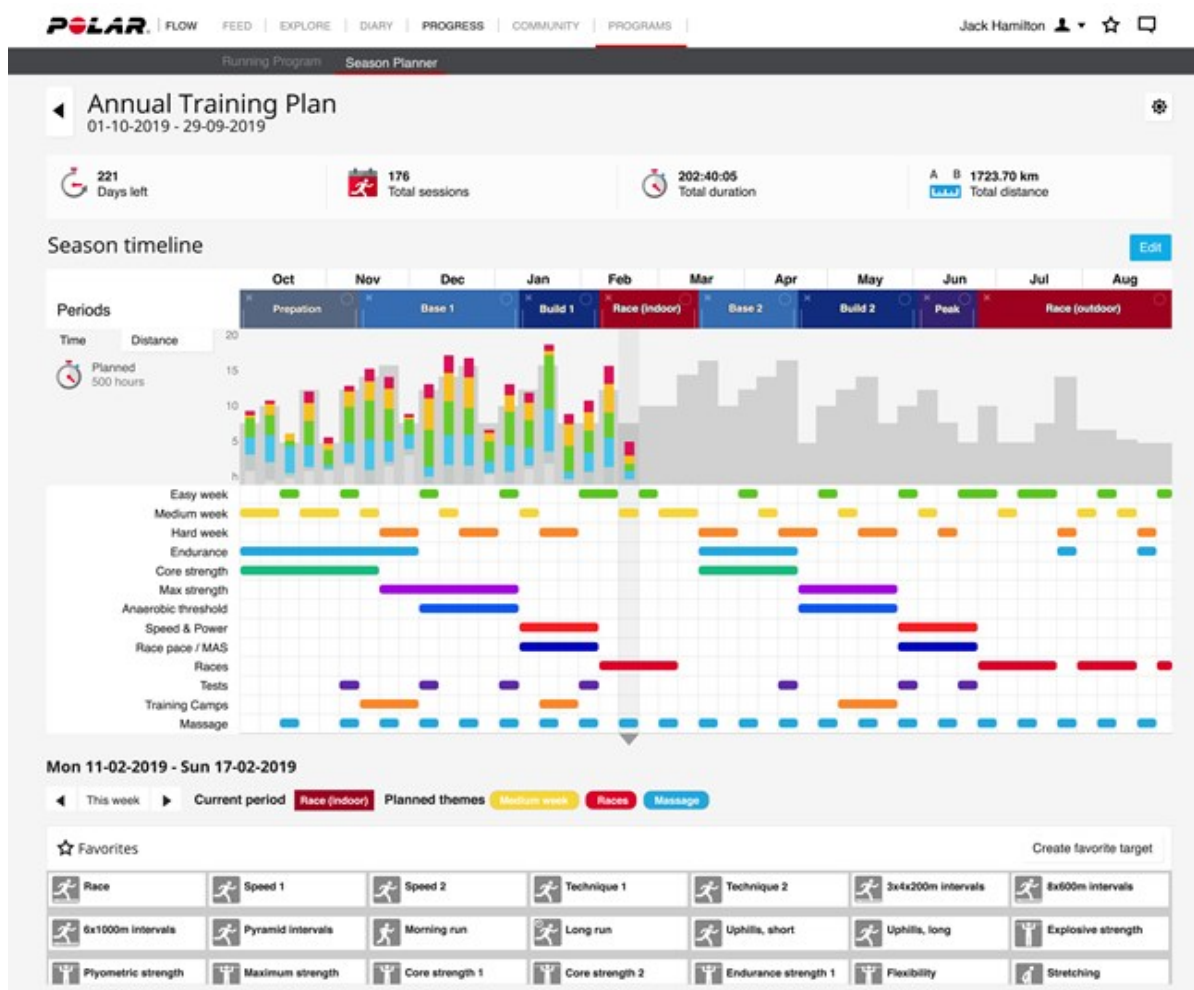 POLAR. FLOW FEED EXPLORE DIARY PROGRESS COMMUNITY PROGRAMS Jack Hamilton
Running Program Season Planner
Annual Training Plan
01-10-2019 - 29-09-2019
221 Days left
176 Total sessions
202:40:05 Total duration
A B 1723.70 km Total distance
Season timeline Edit
Oct Nov Dec Jan Feb Mar Apr May Jun Jul Aug
Periods Prepation Base 1 Build 1 Race (indoor) Base 2 Build 2 Peak Race (outdoor)
Time Distance
Planned
500 hours
20
15
10
5
h
Easy week
Medium week
Hard week
Endurance
Core strength
Max strength
Anaerobic threshold
Speed & Power
Race pace / MAS
Races
Tests
Training Camps
Massage
Mon 11-02-2019 - Sun 17-02-2019
This week Current period Race (indoor) Planned themes Medium week Races Massage
Favorites Create favorite target
Race Speed 1 Speed 2 Technique 1 Technique 2 3x4x200m intervals 8x600m intervals
6x1000m intervals Pyramid intervals Morning run Long run Uphills, short Uphills, long Explosive strength
Plyometric strength Maximum strength Core strength 1 Core strength 2 Endurance strength 1 Flexibility Stretching